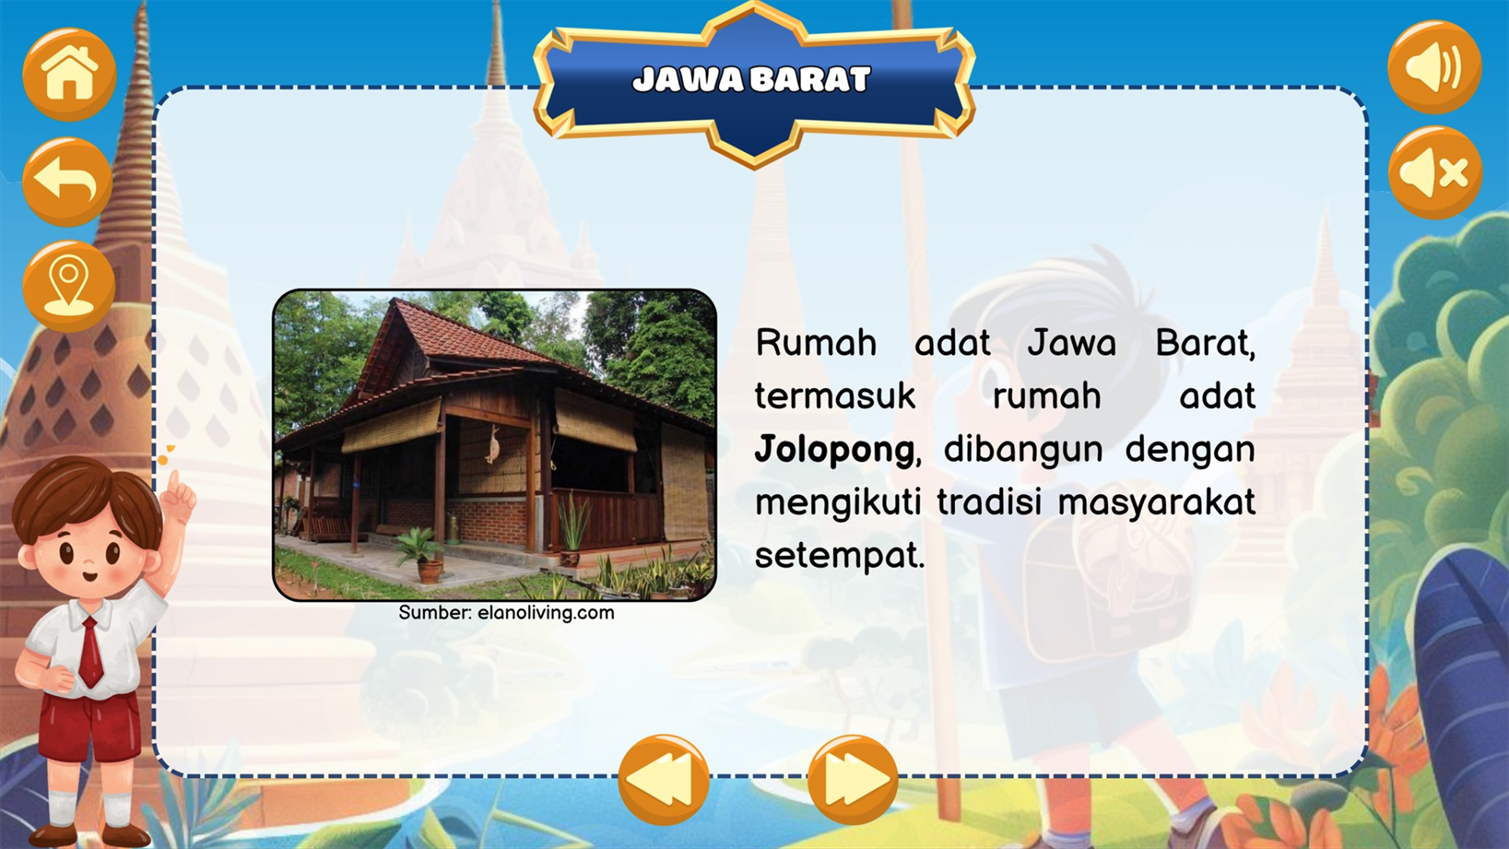 JAWA BARAT
Rumah adat Jawa Barat,
termasuk rumah adat
Jolopong, dibangun dengan
mengikuti tradisi masyarakat
setempat.
Sumber: elanoliving.com